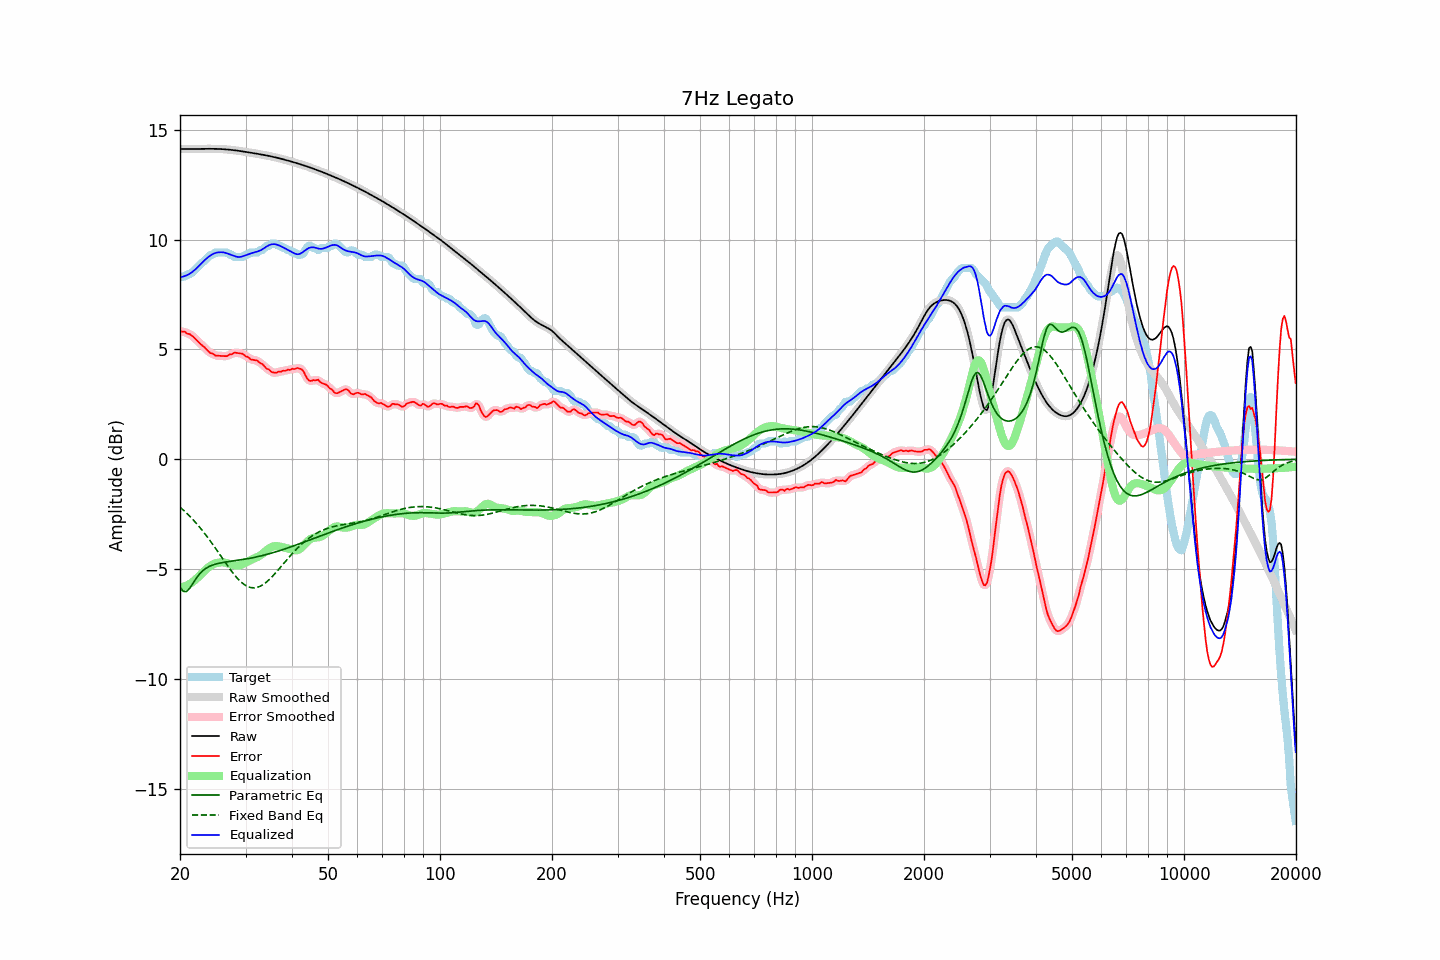 7Hz Legato
15
10
5
0
−5
−10
−15
Amplitude (dBr)
Target
Raw Smoothed
Error Smoothed
Raw
Error
Equalization
Parametric Eq
Fixed Band Eq
Equalized
20 50 100 200 500 1000 2000 5000 10000 20000
Frequency (Hz)